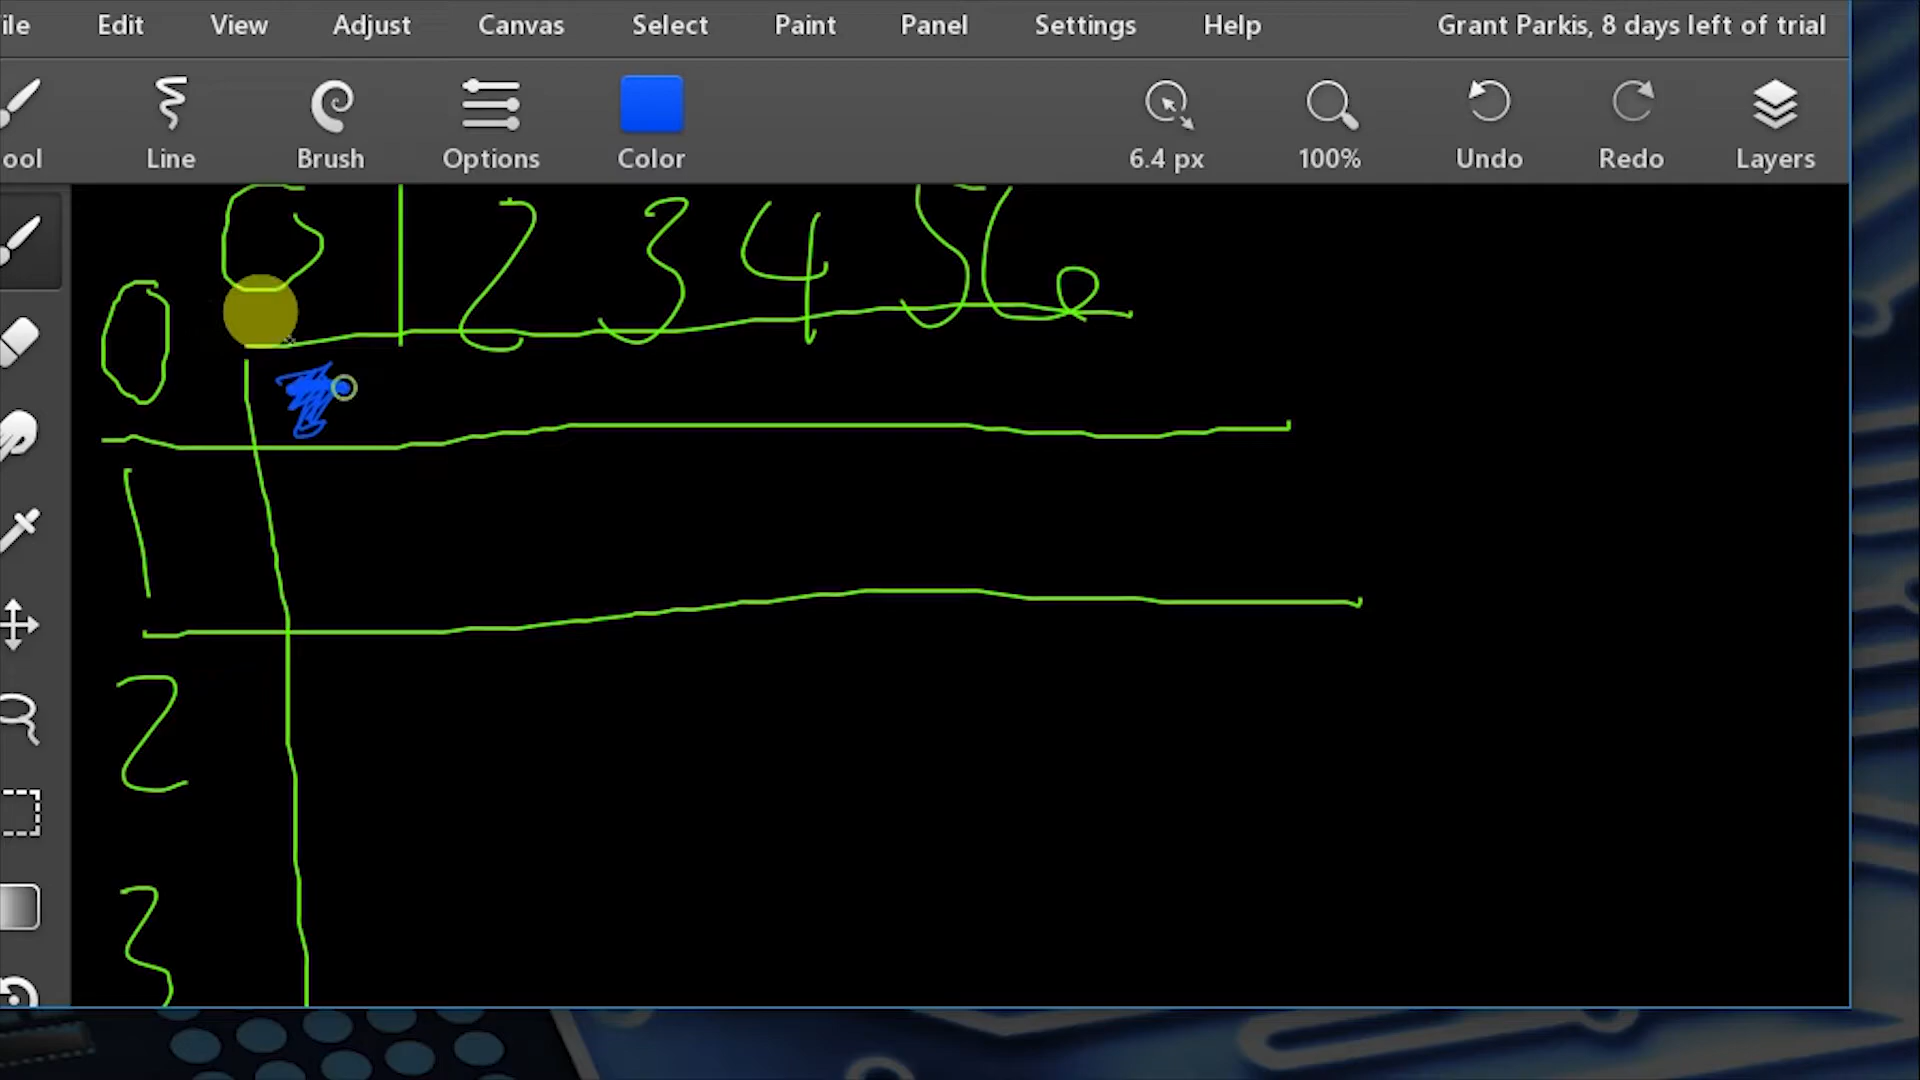 ile Edit View Adjust Canvas Select Paint Panel Settings Help Grant Parkis, 8 days left of trial
ool Line Brush Options Color 6.4 px 100% Undo Redo Layers
0 1 2 3 4 5 6
0
1
2
3